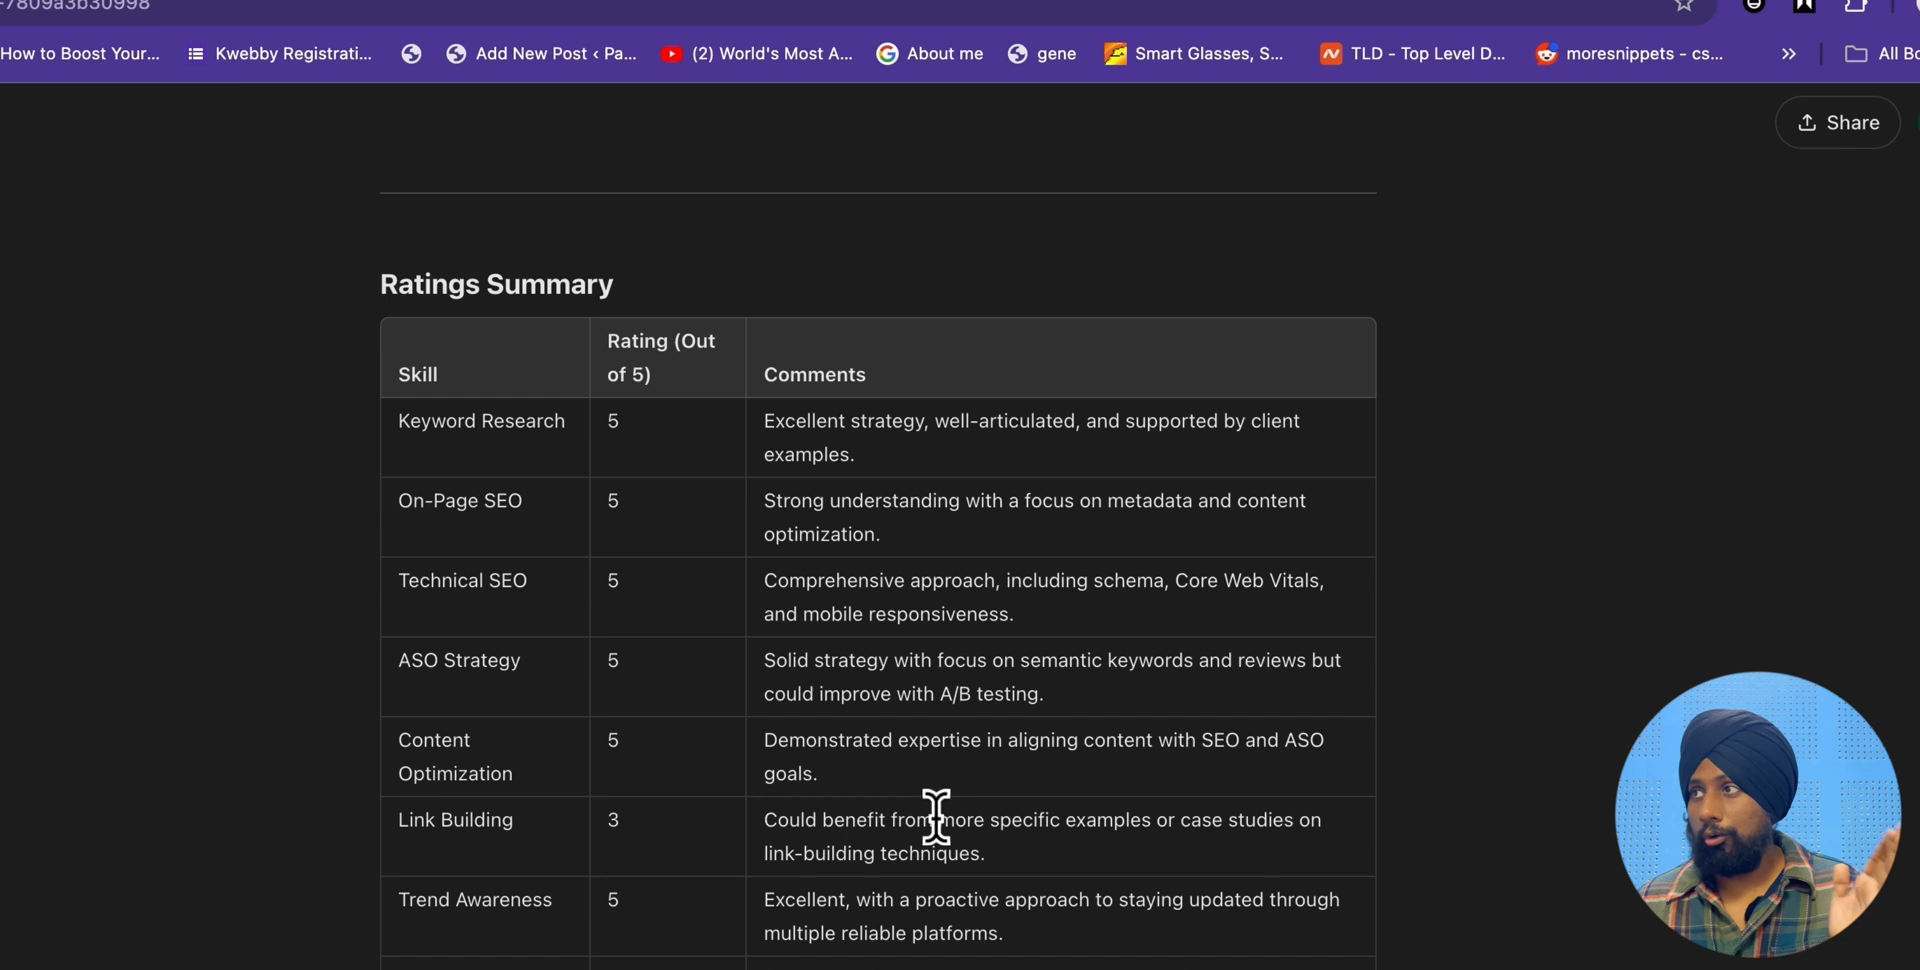 -7809a3b30998
How to Boost Your... Kwebby Registrati... Add New Post ‹ Pa... (2) World's Most A... About me gene Smart Glasses, S... TLD - Top Level D... moresnippets - cs... » All Bo
Share
Ratings Summary
Skill Rating (Out of 5) Comments
Keyword Research 5 Excellent strategy, well-articulated, and supported by client
examples.
On-Page SEO 5 Strong understanding with a focus on metadata and content
optimization.
Technical SEO 5 Comprehensive approach, including schema, Core Web Vitals,
and mobile responsiveness.
ASO Strategy 5 Solid strategy with focus on semantic keywords and reviews but
could improve with A/B testing.
Content Optimization 5 Demonstrated expertise in aligning content with SEO and ASO
goals.
Link Building 3 Could benefit from more specific examples or case studies on
link-building techniques.
Trend Awareness 5 Excellent, with a proactive approach to staying updated through
multiple reliable platforms.